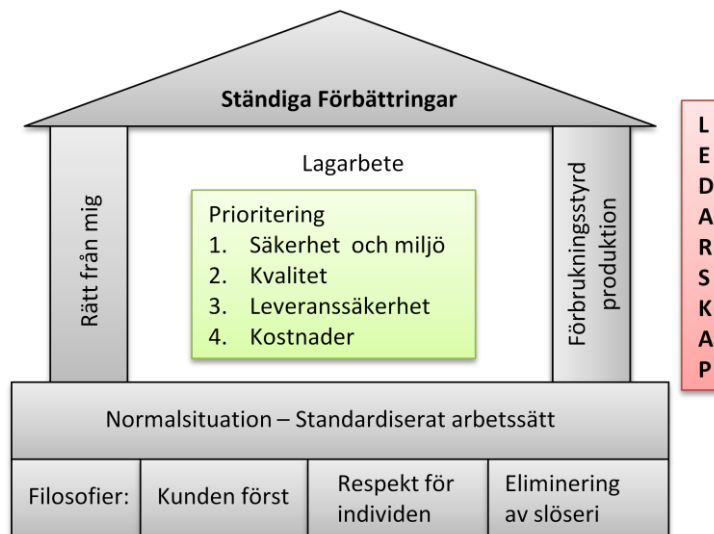 Ständiga Förbättringar
Lagarbete
Rätt från mig
Prioritering
1. Säkerhet och miljö
2. Kvalitet
3. Leveranssäkerhet
4. Kostnader
Förbrukningsstyrd
produktion
LEDARSKAP
Normalsituation – Standardiserat arbetssätt
Filosofier:
Kunden först
Respekt för
individen
Eliminering
av slöseri